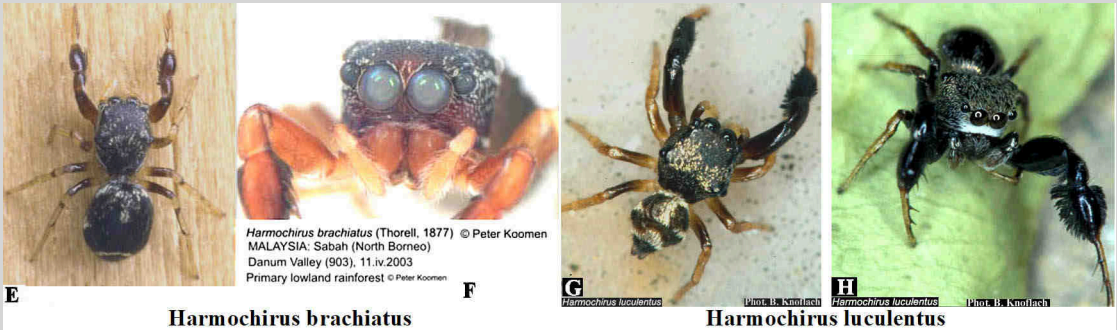 E
Harmochirus brachiatus (Thorell, 1877) © Peter Koomen
MALAYSIA: Sabah (North Borneo)
Danum Valley (903), 11.iv.2003
Primary lowland rainforest © Peter Koomen
F
Harmochirus brachiatus
G
Harmochirus luculentus
Phot. B. Knoflach
H
Harmochirus luculentus
Phot. B. Knoflach
Harmochirus luculentus